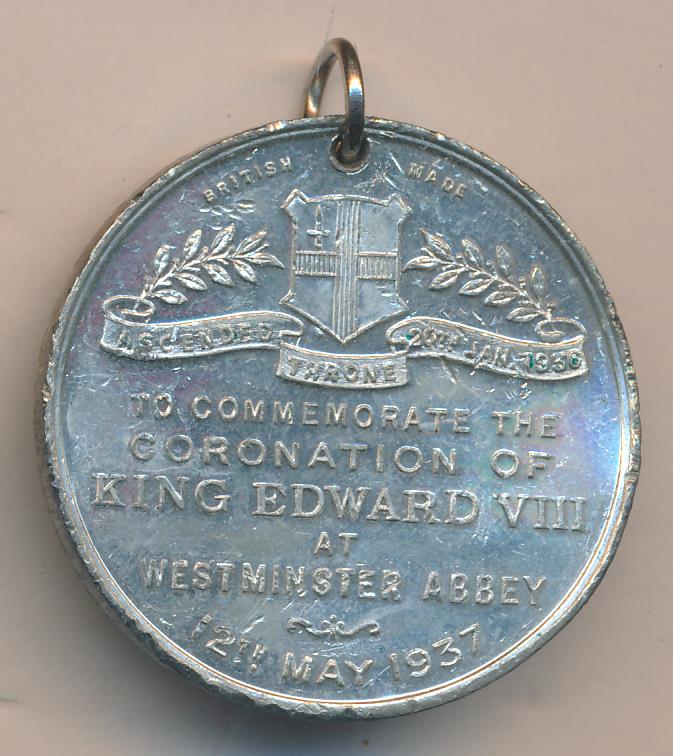 BRITISH MADE
ASCENDED THRONE 20TH JAN. 1936
TO COMMEMORATE THE
CORONATION OF
KING EDWARD VIII
AT
WESTMINSTER ABBEY
12TH MAY 1937